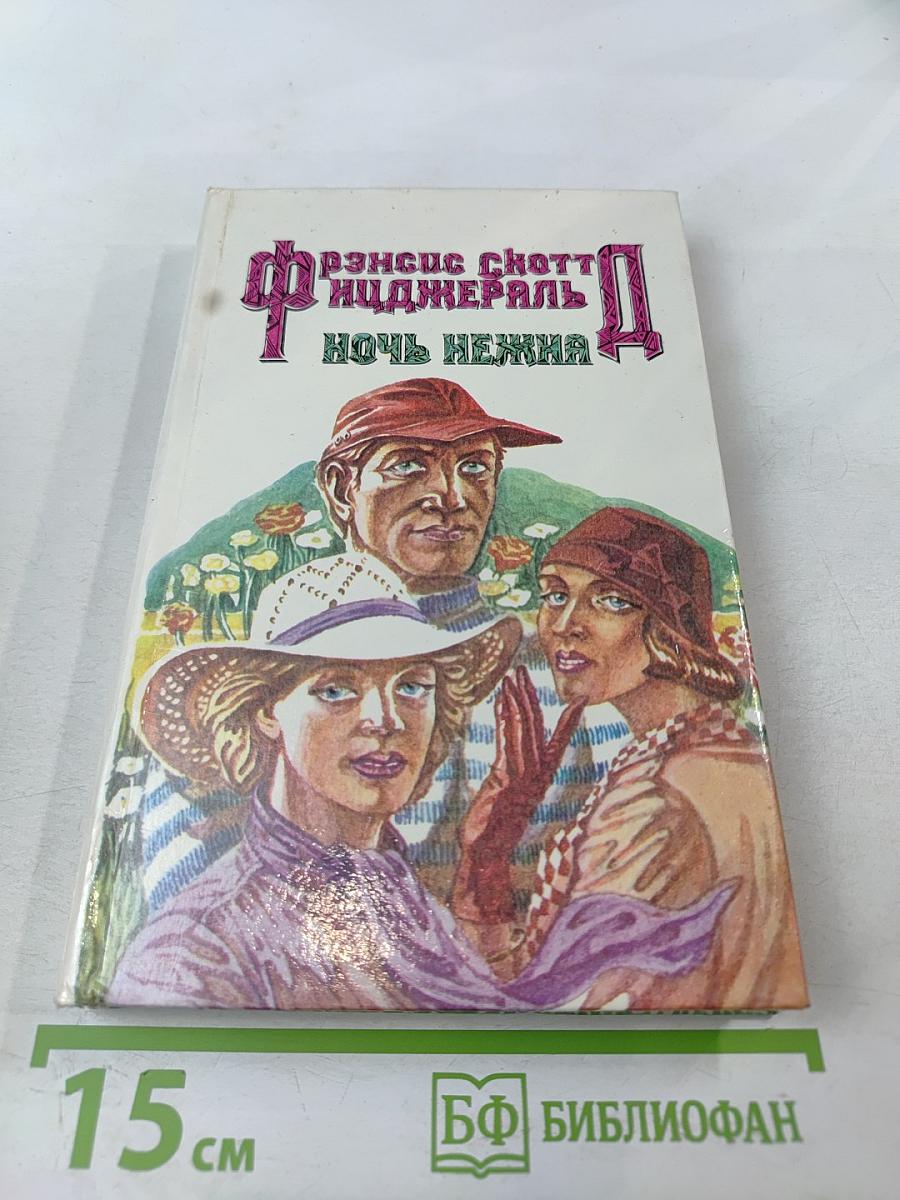 Фрэнсис Скотт
Фицджеральд
НОЧЬ НЕЖНА
15 см
БФ БИБЛИОФАН